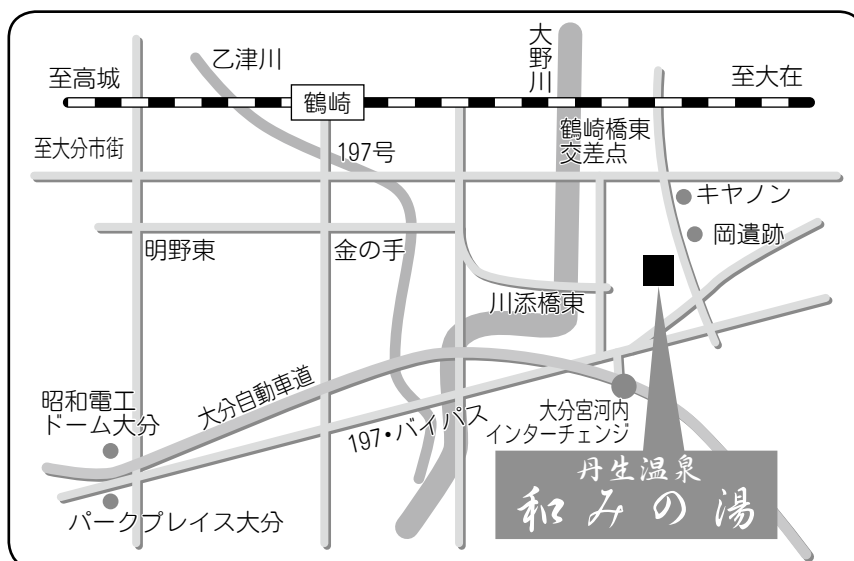 乙津川
大野川
至高城
至大在
鶴崎
鶴崎橋東
交差点
至大分市街
197号
キヤノン
岡遺跡
明野東
金の手
川添橋東
大分自動車道
昭和電工
ドーム大分
197・バイパス
大分宮河内
インターチェンジ
パークプレイス大分
丹生温泉
和みの湯